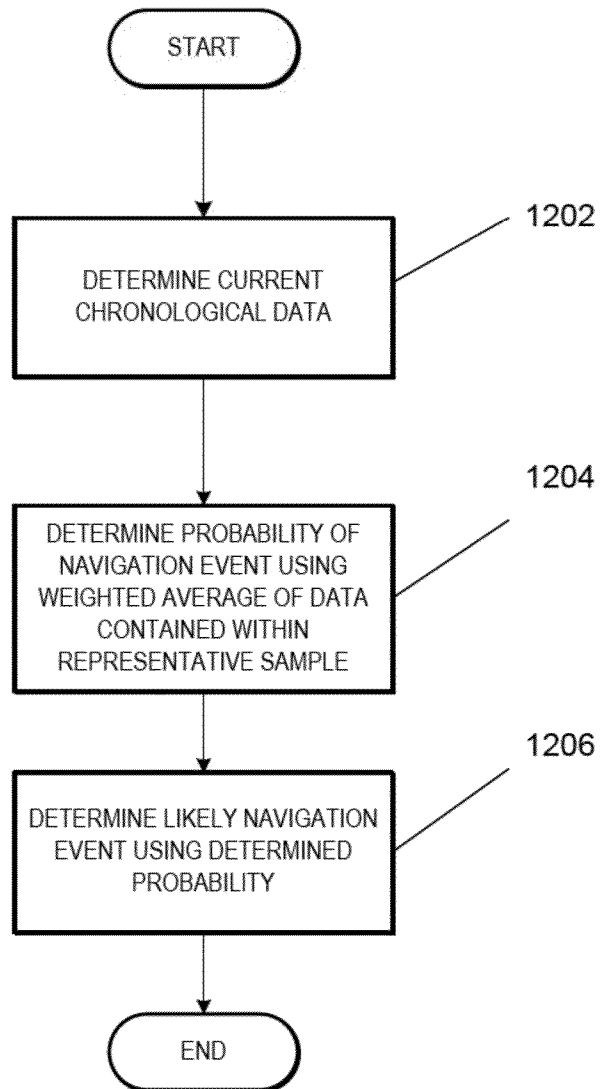 START
1202
DETERMINE CURRENT
CHRONOLOGICAL DATA
1204
DETERMINE PROBABILITY OF
NAVIGATION EVENT USING
WEIGHTED AVERAGE OF DATA
CONTAINED WITHIN
REPRESENTATIVE SAMPLE
1206
DETERMINE LIKELY NAVIGATION
EVENT USING DETERMINED
PROBABILITY
END